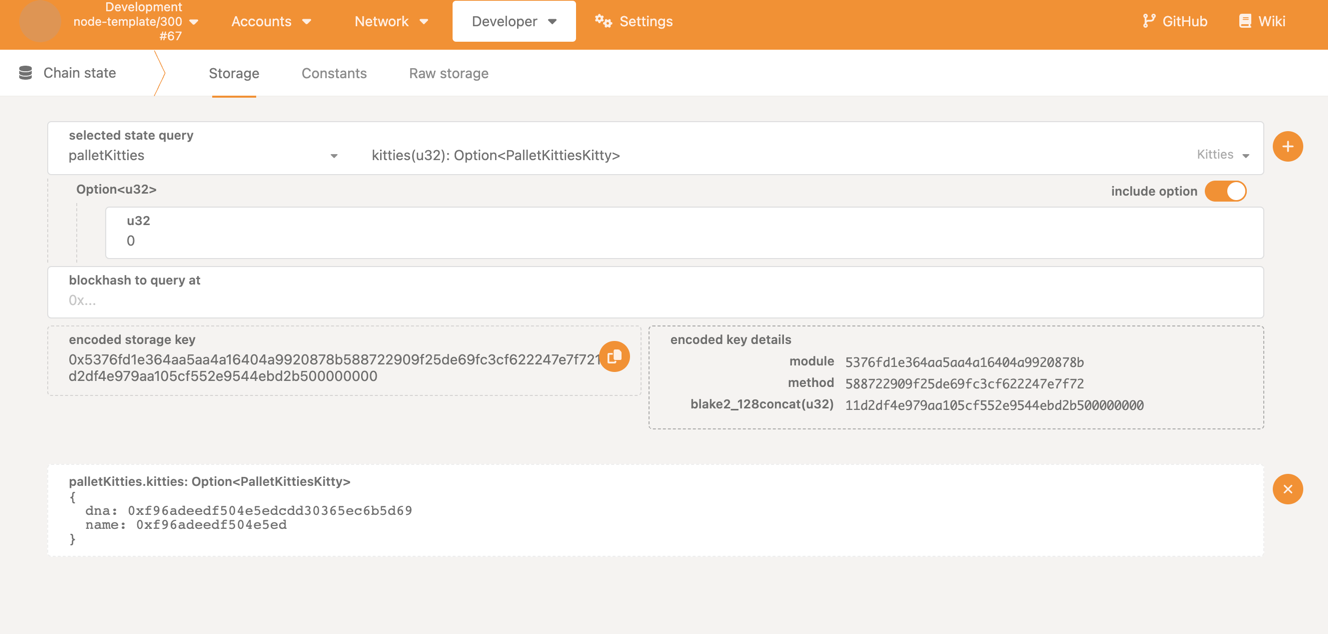 Development
node-template/300
#67
Accounts
Network
Developer
Settings
GitHub
Wiki
Chain state
Storage
Constants
Raw storage
selected state query
palletKitties
kitties(u32): Option<PalletKittiesKitty>
Kitties
Option<u32>
include option
u32
0
blockhash to query at
0x...
encoded storage key
0x5376fd1e364aa5aa4a16404a9920878b588722909f25de69fc3cf622247e7f721
d2df4e979aa105cf552e9544ebd2b500000000
encoded key details
module 5376fd1e364aa5aa4a16404a9920878b
method 588722909f25de69fc3cf622247e7f72
blake2_128concat(u32) 11d2df4e979aa105cf552e9544ebd2b500000000
palletKitties.kitties: Option<PalletKittiesKitty>
{
dna: 0xf96adeedf504e5edcdd30365ec6b5d69
name: 0xf96adeedf504e5ed
}